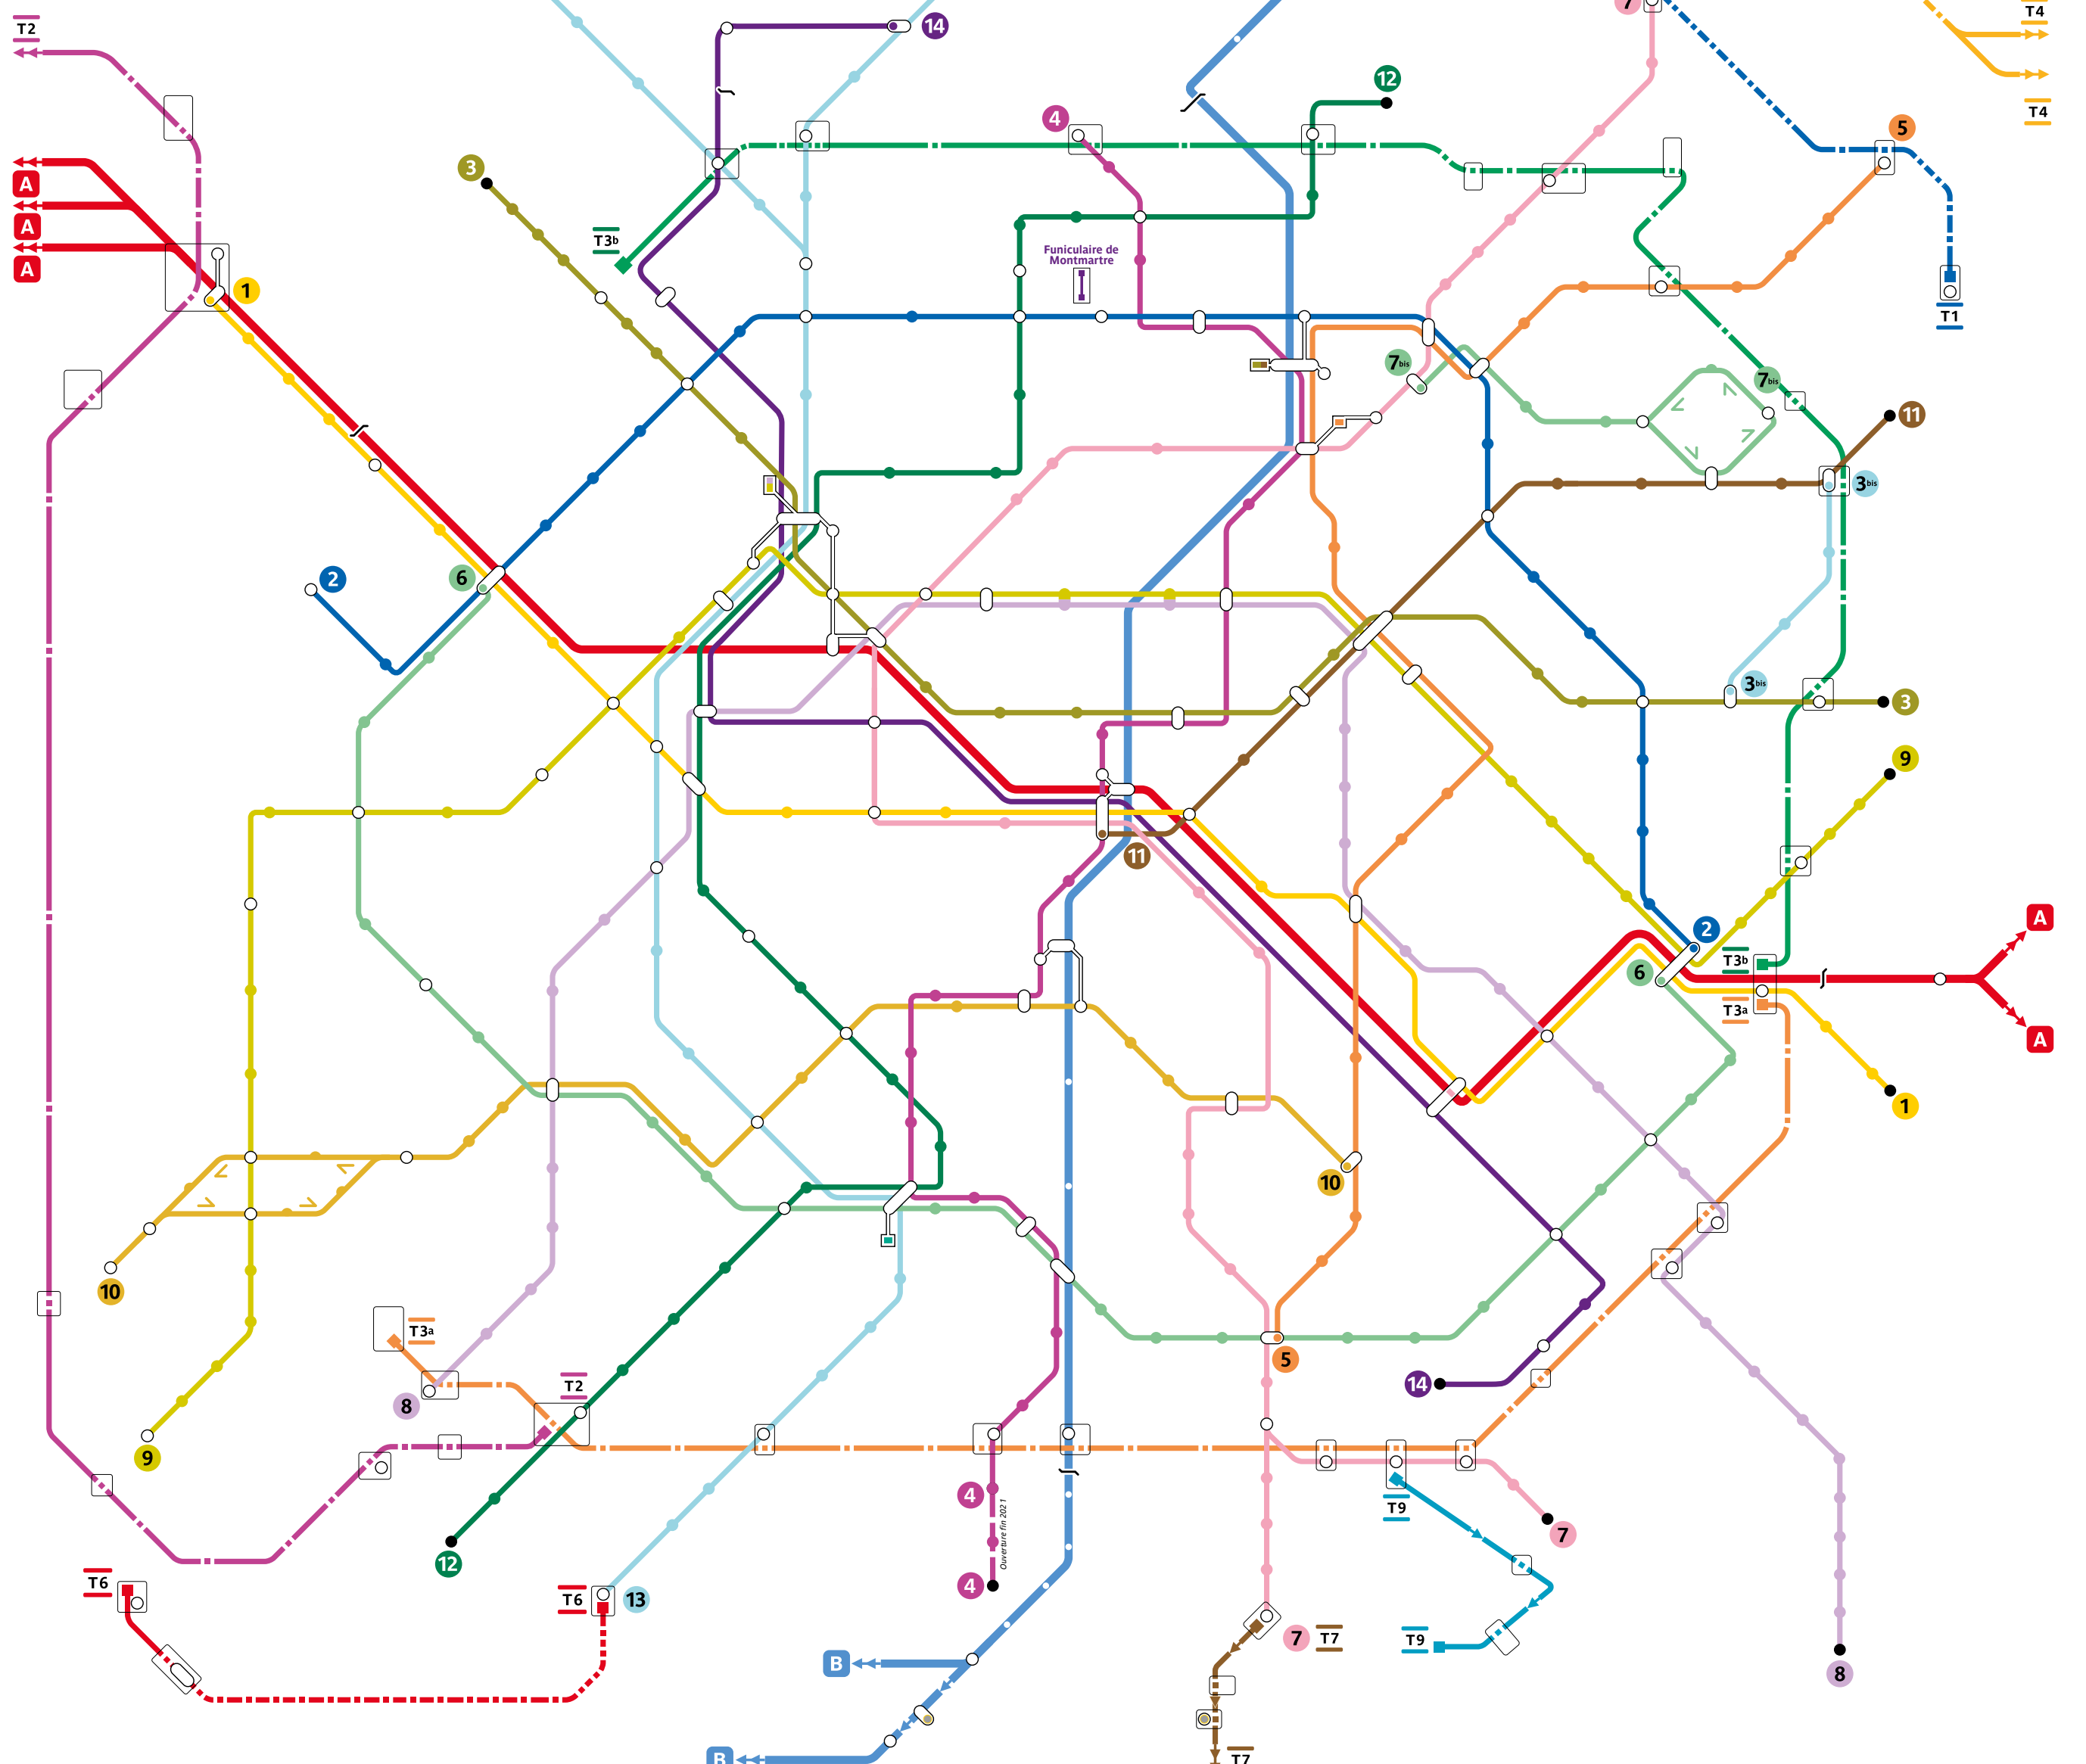 7
T4
T2
14
T4
12
4
5
3
A
A
T3b
Funiculaire de
Montmartre
A
1
T1
7bis
7bis
11
3bis
2
6
3bis
3
9
11
A
2
T3b
6
T3a
A
1
10
10
T3a
5
14
T2
8
9
4
T9
7
Ouverture fin 2021
12
T6
T6
13
4
7
T7
T9
B
8
B
T7